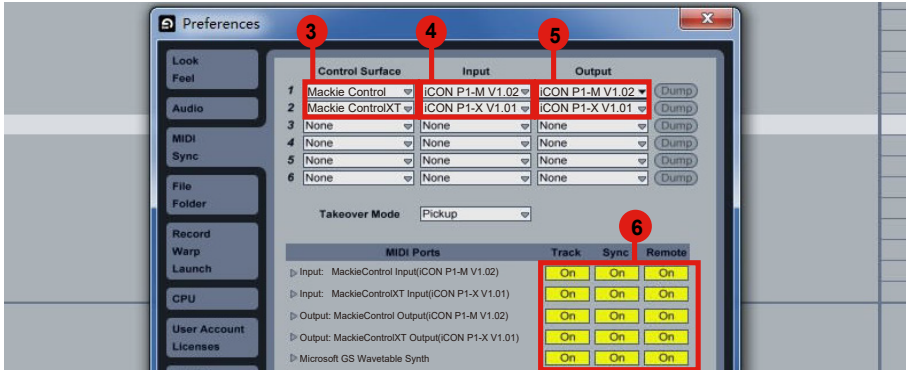 Preferences
3 4 5
Look
Feel
Audio
MIDI
Sync
File
Folder
Record
Warp
Launch
CPU
User Account
Licenses
Control Surface Input Output
1 Mackie Control iCON P1-M V1.02 iCON P1-M V1.02 Dump
2 Mackie ControlXT iCON P1-X V1.01 iCON P1-X V1.01 Dump
3 None None None Dump
4 None None None Dump
5 None None None Dump
6 None None None Dump
Takeover Mode Pickup
6
MIDI Ports Track Sync Remote
Input: MackieControl Input(iCON P1-M V1.02) On On On
Input: MackieControlXT Input(iCON P1-X V1.01) On On On
Output: MackieControl Output(iCON P1-M V1.02) On On On
Output: MackieControlXT Output(iCON P1-X V1.01) On On On
Microsoft GS Wavetable Synth On On On